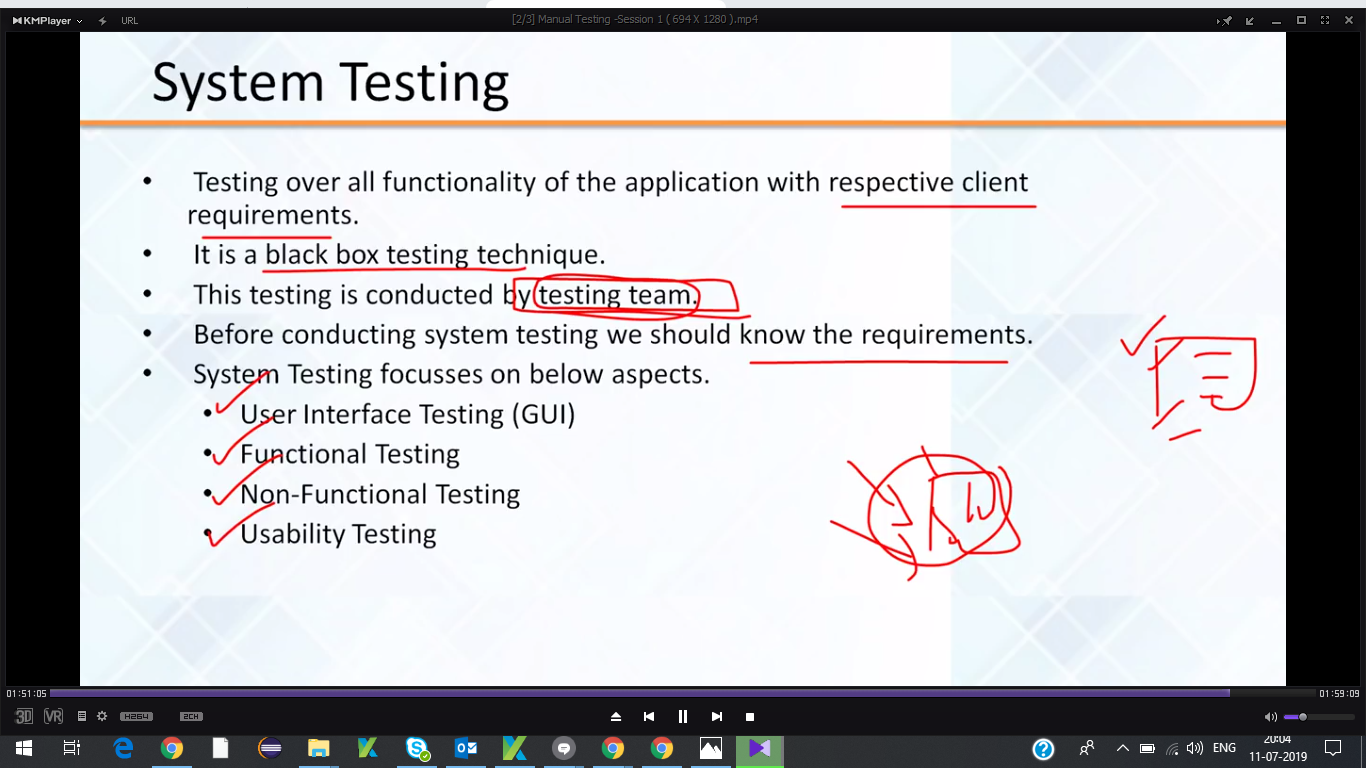 KMPlayer
URL
[2/3] Manual Testing -Session 1 ( 694 X 1280 ).mp4
System Testing
• Testing over all functionality of the application with respective client
requirements.
• It is a black box testing technique.
• This testing is conducted by testing team.
• Before conducting system testing we should know the requirements.
• System Testing focusses on below aspects.
• User Interface Testing (GUI)
• Functional Testing
• Non-Functional Testing
• Usability Testing
01:51:05
01:59:09
3D
VR
H264
2CH
ENG
20:04
11-07-2019